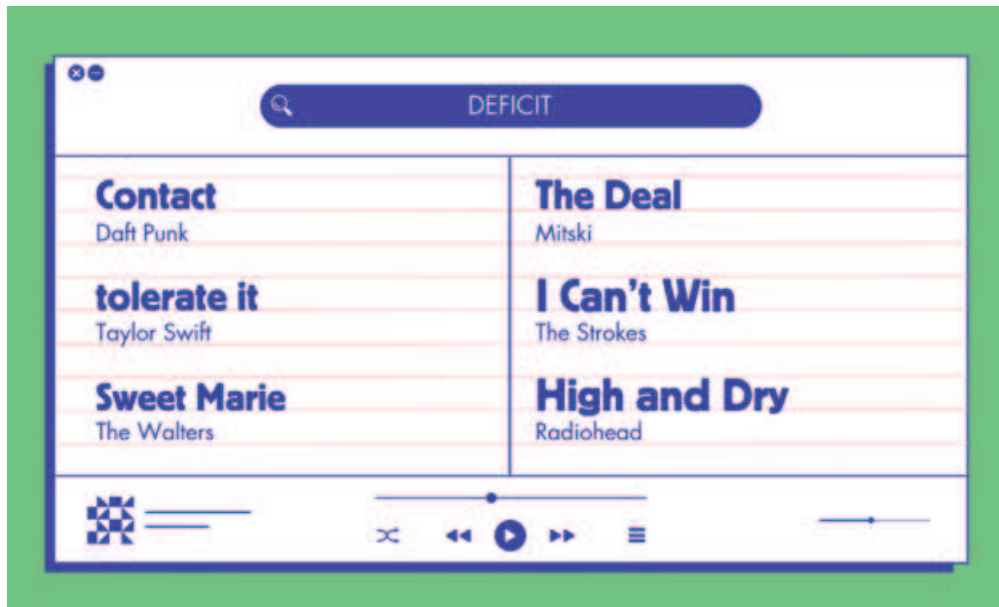 DEFICIT
Contact
Daft Punk
tolerate it
Taylor Swift
Sweet Marie
The Walters
The Deal
Mitski
I Can't Win
The Strokes
High and Dry
Radiohead